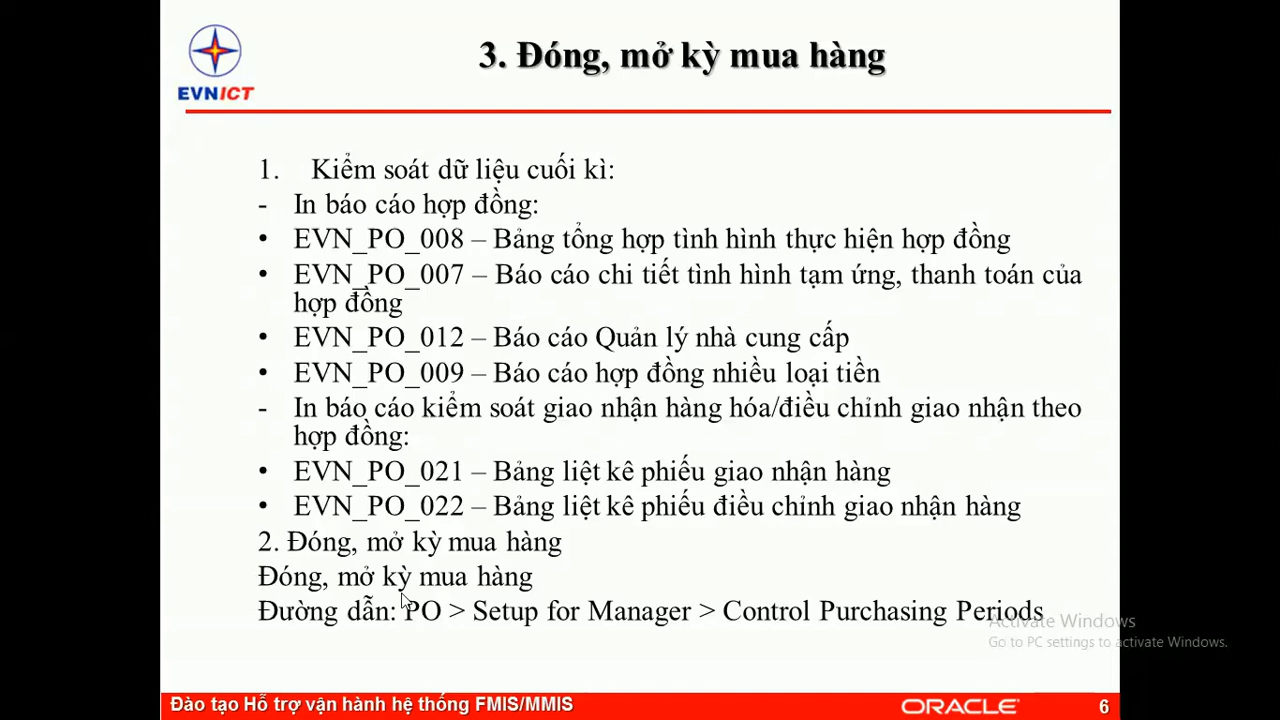 3. Đóng, mở kỳ mua hàng
EVNICT
1. Kiểm soát dữ liệu cuối kì:
- In báo cáo hợp đồng:
• EVN_PO_008 – Bảng tổng hợp tình hình thực hiện hợp đồng
• EVN_PO_007 – Báo cáo chi tiết tình hình tạm ứng, thanh toán của
hợp đồng
• EVN_PO_012 – Báo cáo Quản lý nhà cung cấp
• EVN_PO_009 – Báo cáo hợp đồng nhiều loại tiền
- In báo cáo kiểm soát giao nhận hàng hóa/điều chỉnh giao nhận theo
hợp đồng:
• EVN_PO_021 – Bảng liệt kê phiếu giao nhận hàng
• EVN_PO_022 – Bảng liệt kê phiếu điều chỉnh giao nhận hàng
2. Đóng, mở kỳ mua hàng
Đóng, mở kỳ mua hàng
Đường dẫn: PO > Setup for Manager > Control Purchasing Periods
Activate Windows
Go to PC settings to activate Windows.
Đào tạo Hỗ trợ vận hành hệ thống FMIS/MMIS
ORACLE
6